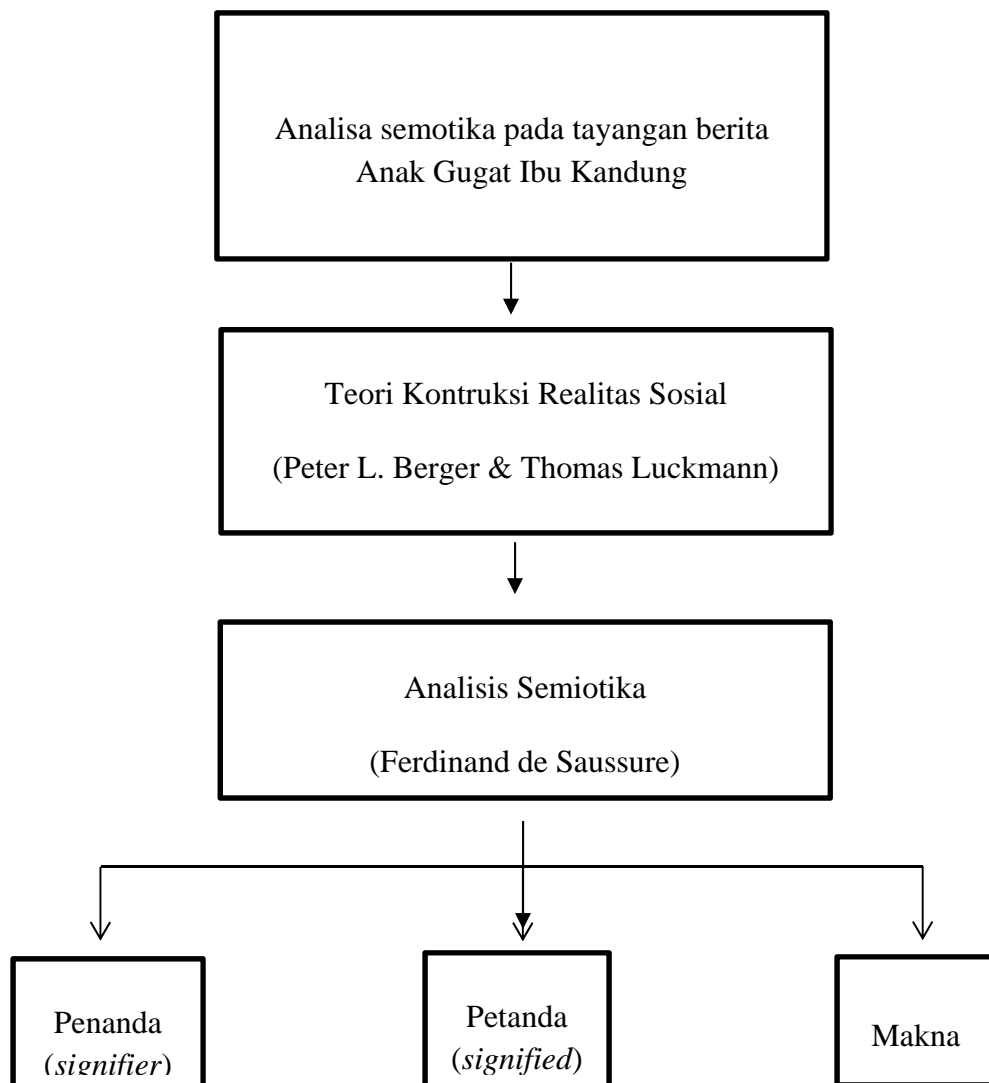 Analisa semotika pada tayangan berita
Anak Gugat Ibu Kandung
Teori Kontruksi Realitas Sosial
(Peter L. Berger & Thomas Luckmann)
Analisis Semiotika
(Ferdinand de Saussure)
Penanda
(signifier)
Petanda
(signified)
Makna